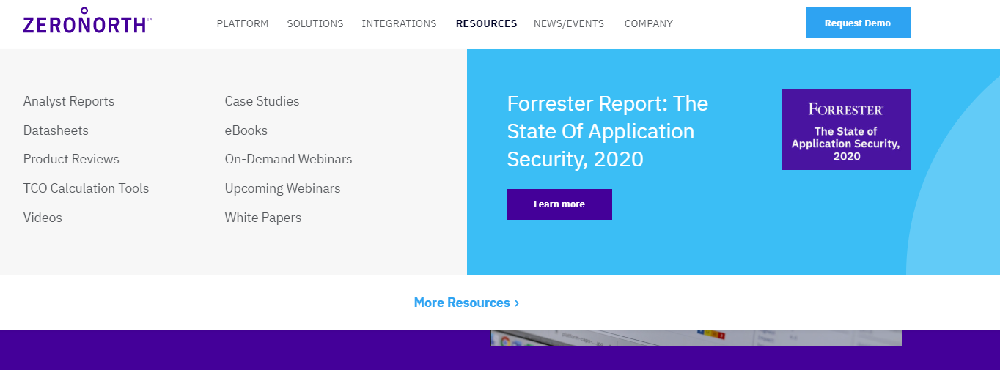 ZERONORTH™
PLATFORM
SOLUTIONS
INTEGRATIONS
RESOURCES
NEWS/EVENTS
COMPANY
Request Demo
Analyst Reports
Datasheets
Product Reviews
TCO Calculation Tools
Videos
Case Studies
eBooks
On-Demand Webinars
Upcoming Webinars
White Papers
Forrester Report: The
State Of Application
Security, 2020
Learn more
FORRESTER®
The State of
Application Security,
2020
More Resources ›